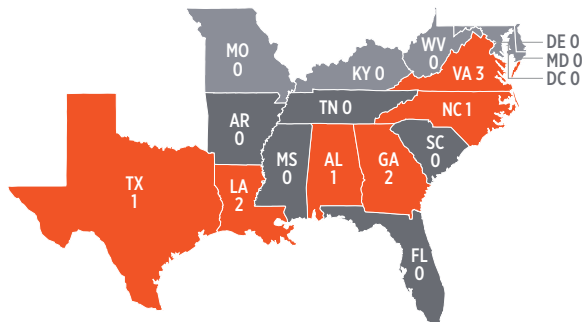 MO
0
WV
0
DE 0
MD 0
DC 0
KY 0
VA 3
TN 0
NC 1
AR
0
SC
0
MS
0
AL
1
GA
2
TX
1
LA
2
FL
0